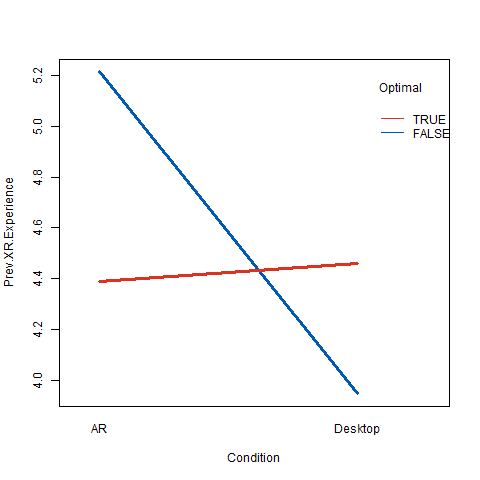 Prev.XR.Experience
5.2
5.0
4.8
4.6
4.4
4.2
4.0
Optimal
TRUE
FALSE
AR
Desktop
Condition